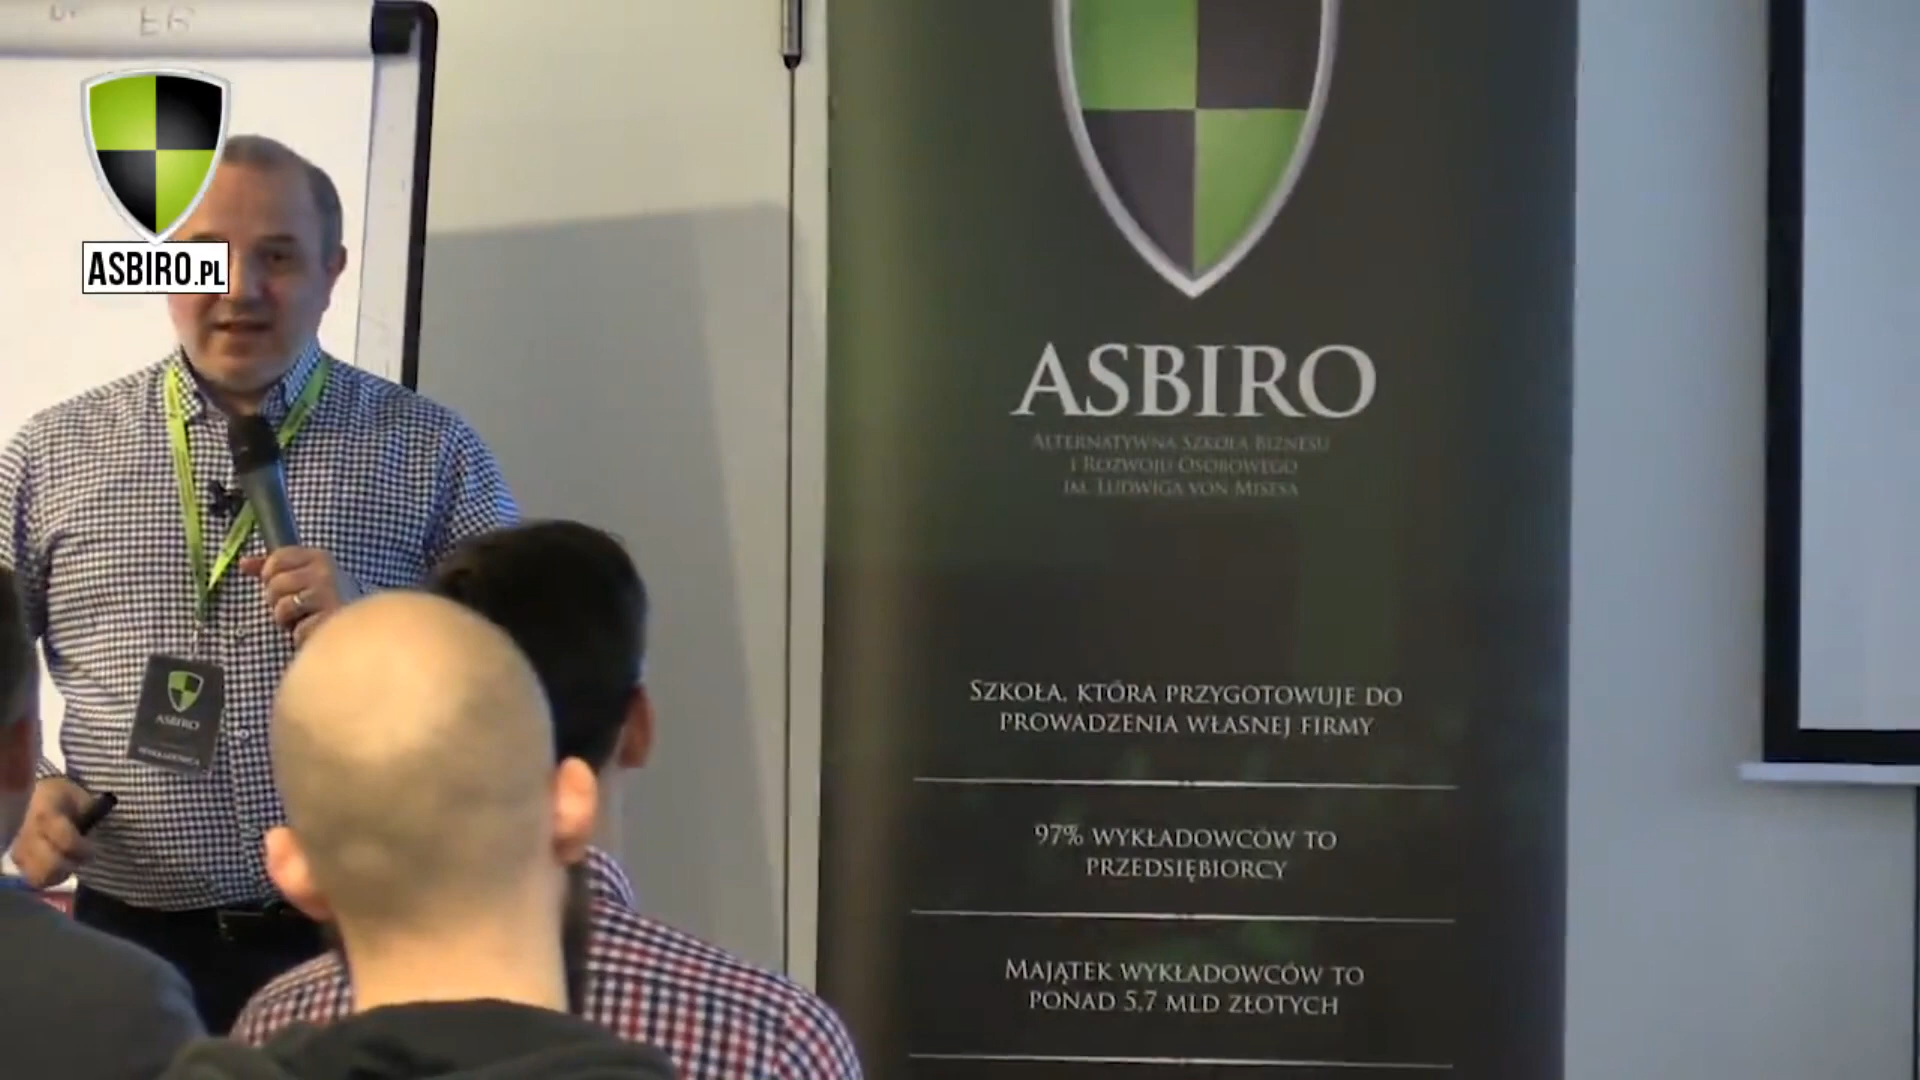 ASBIRO.PL
ASBIRO
WYKŁADOWCA
ASBIRO
ALTERNATYWNA SZKOŁA BIZNESU
I ROZWOJU OSOBOWEGO
IM. LUDWIGA VON MISESA
SZKOŁA, KTÓRA PRZYGOTOWUJE DO
PROWADZENIA WŁASNEJ FIRMY
97% WYKŁADOWCÓW TO
PRZEDSIĘBIORCY
MAJĄTEK WYKŁADOWCÓW TO
PONAD 5,7 MLD ZŁOTYCH